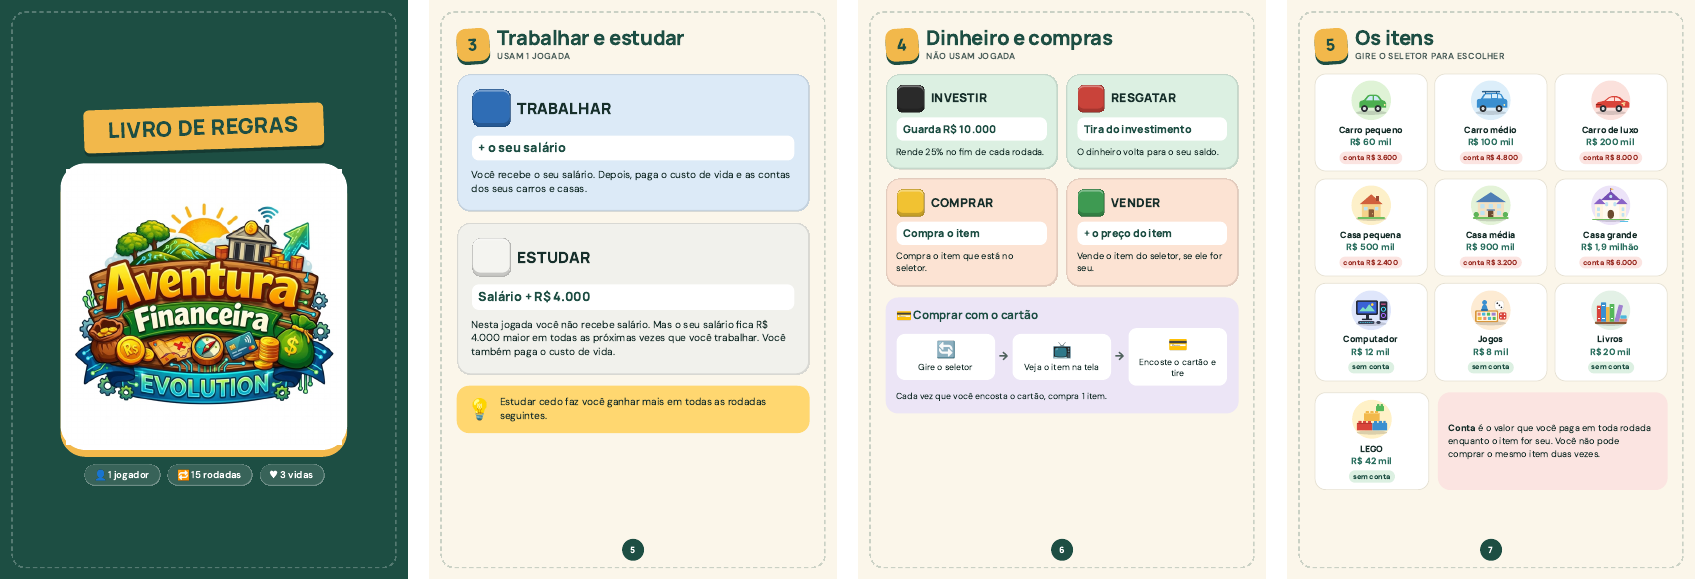 LIVRO DE REGRAS
Aventura
Financeira
R$
EVOLUTION
1 jogador
15 rodadas
3 vidas
3
Trabalhar e estudar
USAM 1 JOGADA
TRABALHAR
+ o seu salário
Você recebe o seu salário. Depois, paga o custo de vida e as contas
dos seus carros e casas.
ESTUDAR
Salário + R$ 4.000
Nesta jogada você não recebe salário. Mas o seu salário fica R$
4.000 maior em todas as próximas vezes que você trabalhar. Você
também paga o custo de vida.
Estudar cedo faz você ganhar mais em todas as rodadas
seguintes.
5
4
Dinheiro e compras
NÃO USAM JOGADA
INVESTIR
Guarda R$ 10.000
Rende 25% no fim de cada rodada.
RESGATAR
Tira do investimento
O dinheiro volta para o seu saldo.
COMPRAR
Compra o item
Compra o item que está no
seletor.
VENDER
+ o preço do item
Vende o item do seletor, se ele for
seu.
Comprar com o cartão
Gire o seletor
→
Veja o item na tela
→
Encoste o cartão e
tire
Cada vez que você encosta o cartão, compra 1 item.
6
5
Os itens
GIRE O SELETOR PARA ESCOLHER
Carro pequeno
R$ 60 mil
conta R$ 3.600
Carro médio
R$ 100 mil
conta R$ 4.800
Carro de luxo
R$ 200 mil
conta R$ 8.000
Casa pequena
R$ 500 mil
conta R$ 2.400
Casa média
R$ 900 mil
conta R$ 3.200
Casa grande
R$ 1,9 milhão
conta R$ 6.000
Computador
R$ 12 mil
sem conta
Jogos
R$ 8 mil
sem conta
Livros
R$ 20 mil
sem conta
LEGO
R$ 42 mil
sem conta
Conta é o valor que você paga em toda rodada
enquanto o item for seu. Você não pode
comprar o mesmo item duas vezes.
7